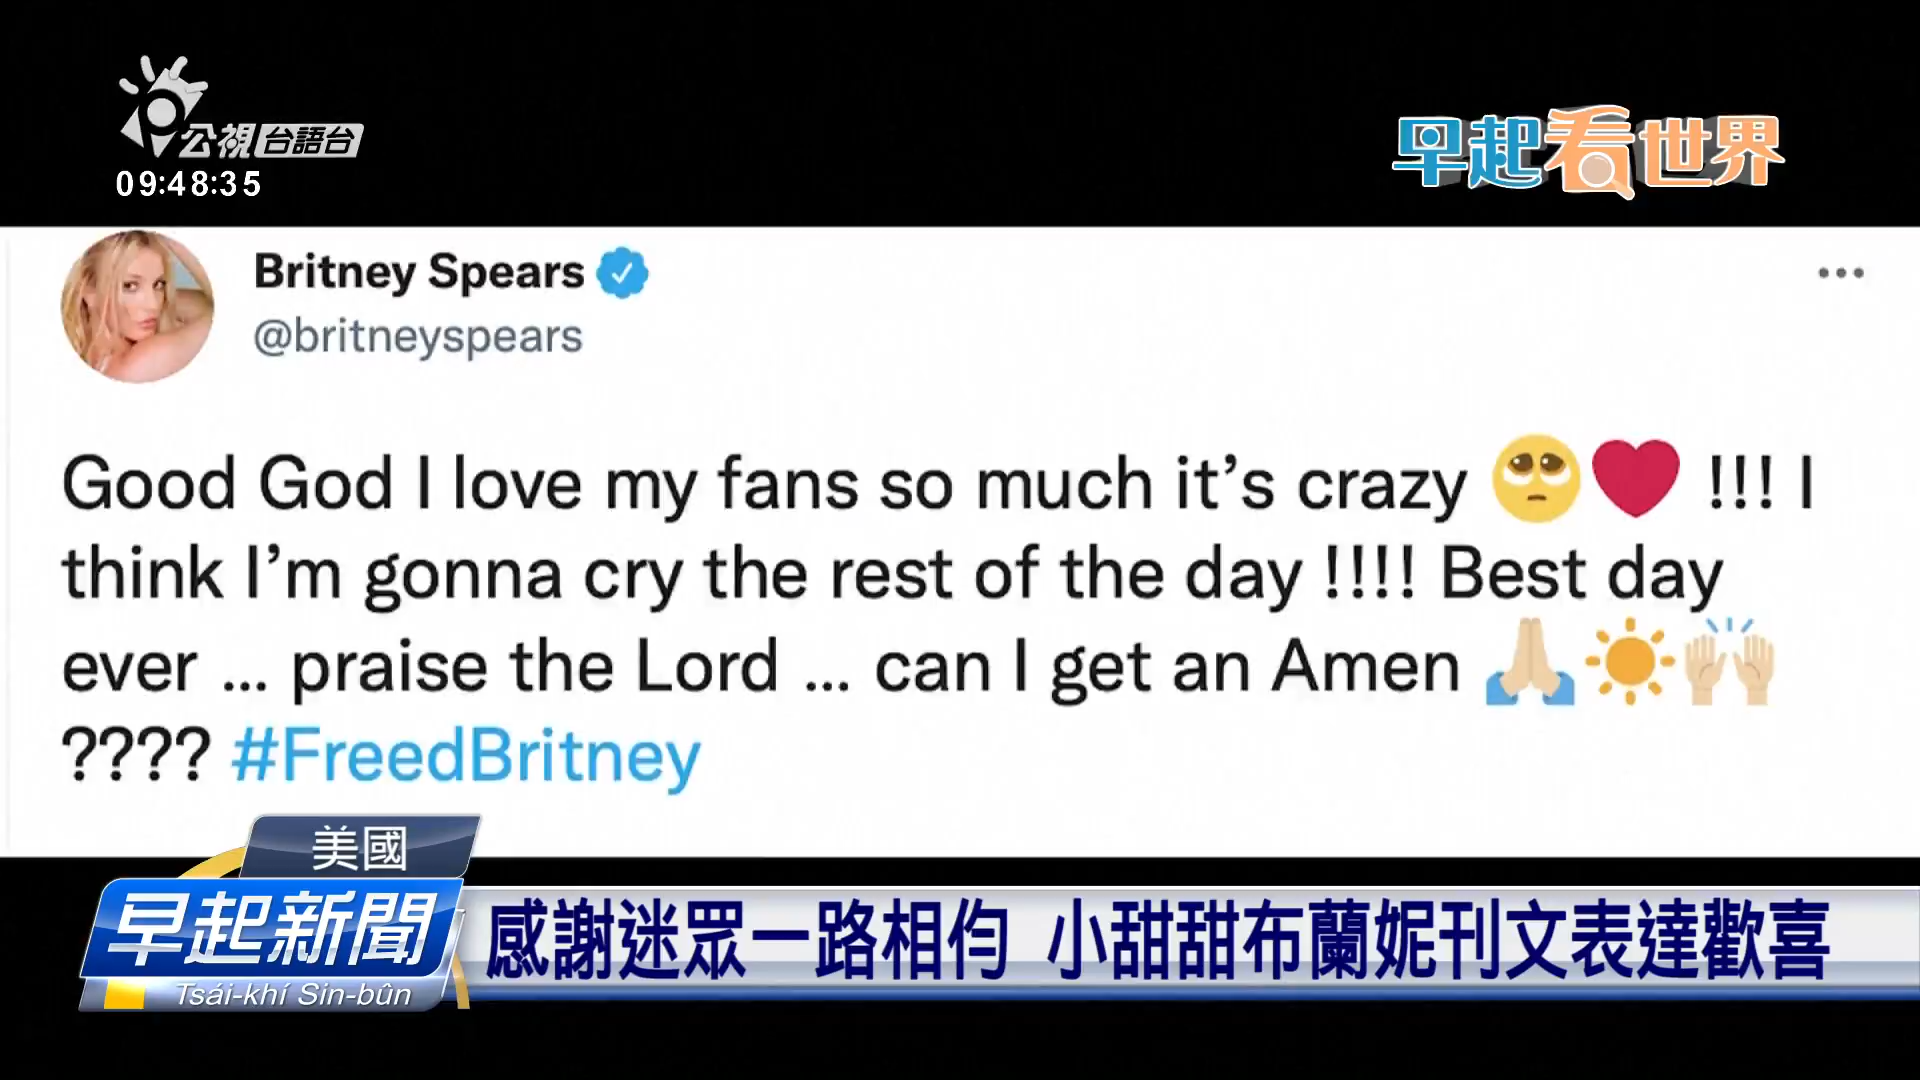 公視台語台
09:48:35
早起看世界
Britney Spears
@britneyspears
Good God I love my fans so much it’s crazy 🥺❤️ !!! I
think I’m gonna cry the rest of the day !!!! Best day
ever ... praise the Lord ... can I get an Amen 🙏🏼☀️🙌🏼
???? #FreedBritney
美國
早起新聞
Tsái-khí Sin-bûn
感謝迷眾一路相伨 小甜甜布蘭妮刊文表達歡喜